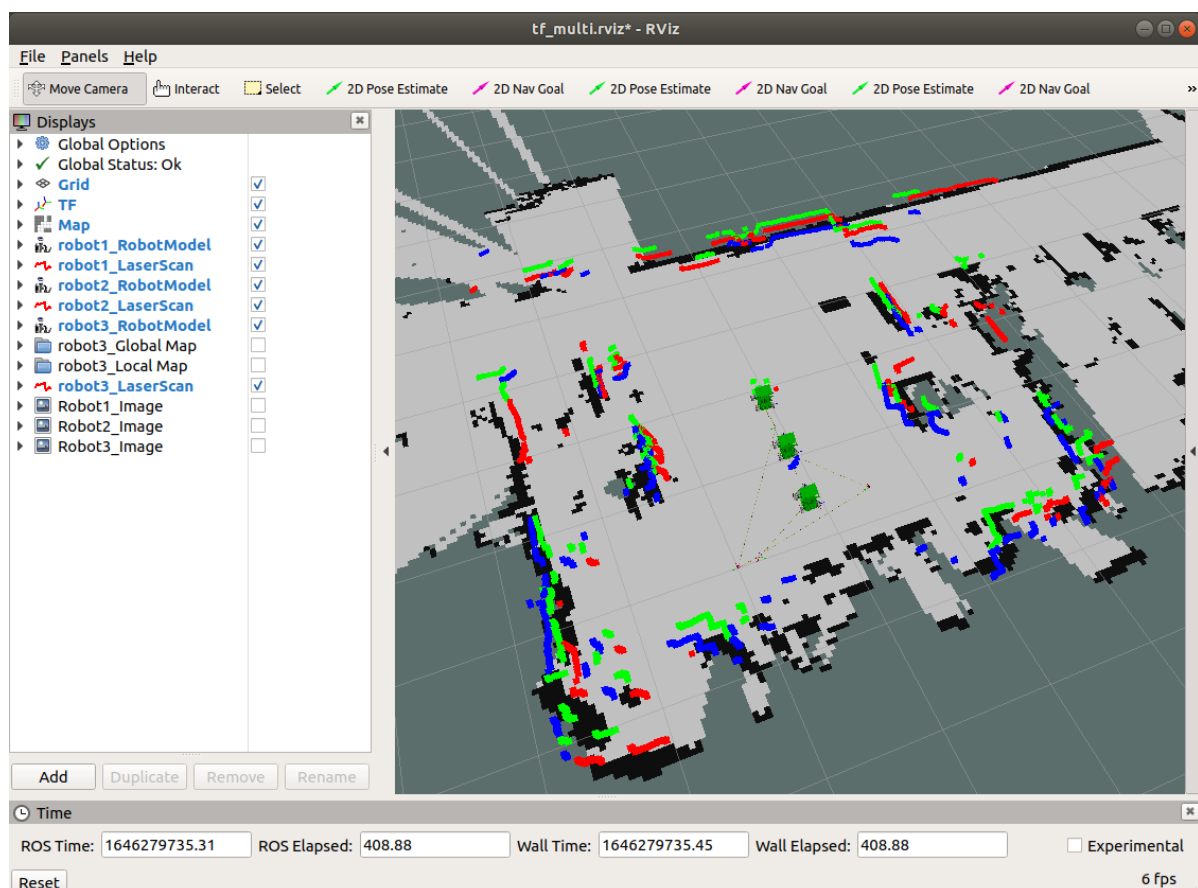 tf_multi.rviz* - RViz
File Panels Help
Move Camera Interact Select 2D Pose Estimate 2D Nav Goal 2D Pose Estimate 2D Nav Goal 2D Pose Estimate 2D Nav Goal »
Displays
Global Options
Global Status: Ok
Grid
TF
Map
robot1_RobotModel
robot1_LaserScan
robot2_RobotModel
robot2_LaserScan
robot3_RobotModel
robot3_Global Map
robot3_Local Map
robot3_LaserScan
Robot1_Image
Robot2_Image
Robot3_Image
Add Duplicate Remove Rename
Time
ROS Time: 1646279735.31 ROS Elapsed: 408.88 Wall Time: 1646279735.45 Wall Elapsed: 408.88 Experimental
Reset 6 fps